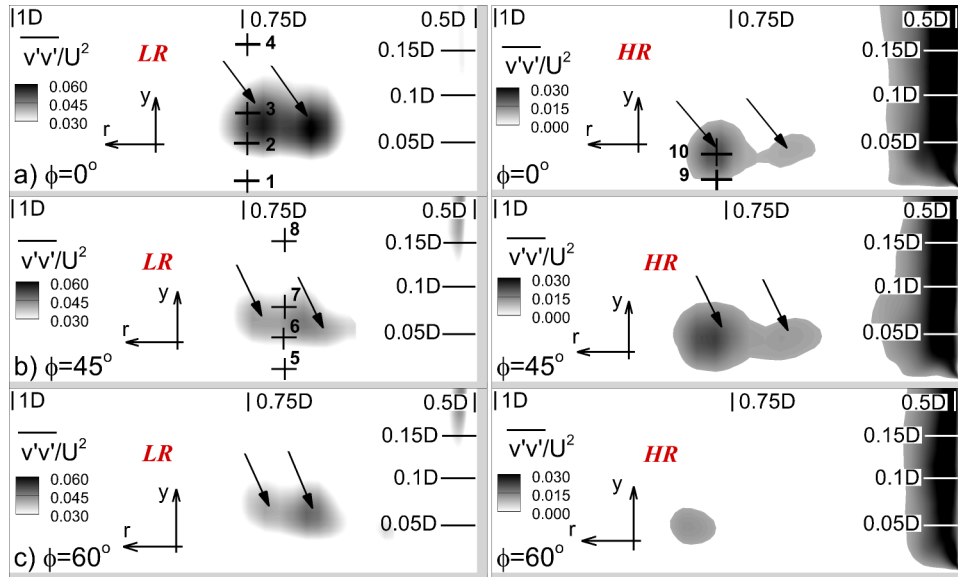 |1D |0.75D 0.5D|
v'v'/U² LR 4 0.15D
0.060
0.045
0.030
3 0.1D
y
r 2 0.05D
a) ϕ=0° 1
|1D |0.75D 0.5D|
v'v'/U² HR 0.15D
0.030
0.015
0.000
0.1D
y
r 10 0.05D
ϕ=0° 9
|0.75D 0.5D|
8
v'v'/U² LR 0.15D
0.060
0.045
0.030
y 7 0.1D
r 6 0.05D
b) ϕ=45° 5
|0.75D 0.5D|
v'v'/U² HR 0.15D
0.030
0.015
0.000
y 0.1D
r 0.05D
ϕ=45°
|1D |0.75D 0.5D|
v'v'/U² LR 0.15D
0.060
0.045
0.030
y 0.1D
r 0.05D
c) ϕ=60°
|1D |0.75D 0.5D|
v'v'/U² HR 0.15D
0.030
0.015
0.000
y 0.1D
r 0.05D
ϕ=60°